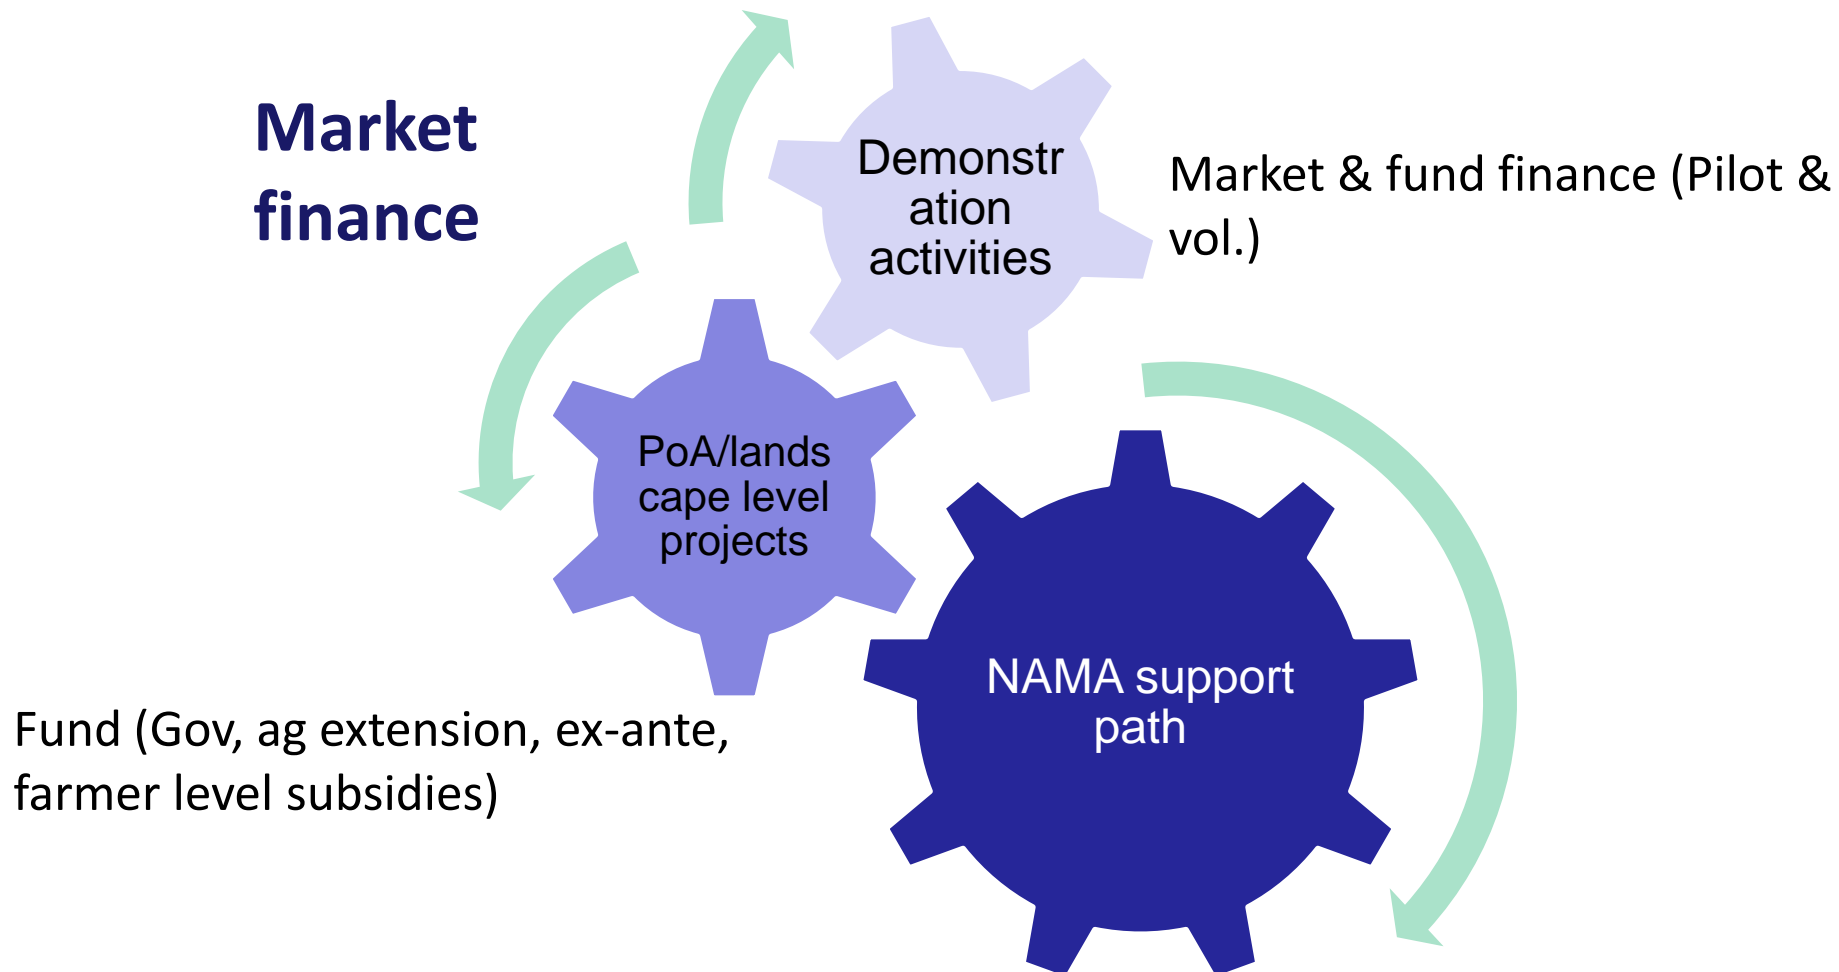 Market
finance
Demonstr
ation
activities
Market & fund finance (Pilot &
vol.)
PoA/lands
cape level
projects
NAMA support
path
Fund (Gov, ag extension, ex-ante,
farmer level subsidies)